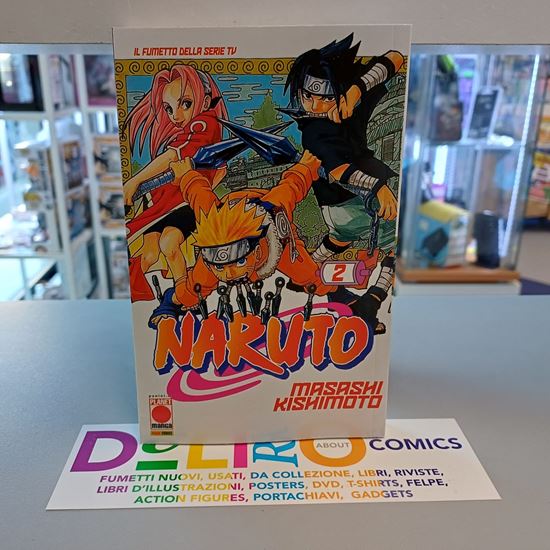 IL FUMETTO DELLA SERIE TV
2
NARUTO
MASASHI
KISHIMOTO
PLANET
manga
DeLiRiO ABOUT COMICS
FUMETTI NUOVI, USATI, DA COLLEZIONE, LIBRI, RIVISTE,
LIBRI D'ILLUSTRAZIONI, POSTERS, DVD, T-SHIRTS, FELPE,
ACTION FIGURES, PORTACHIAVI, GADGETS